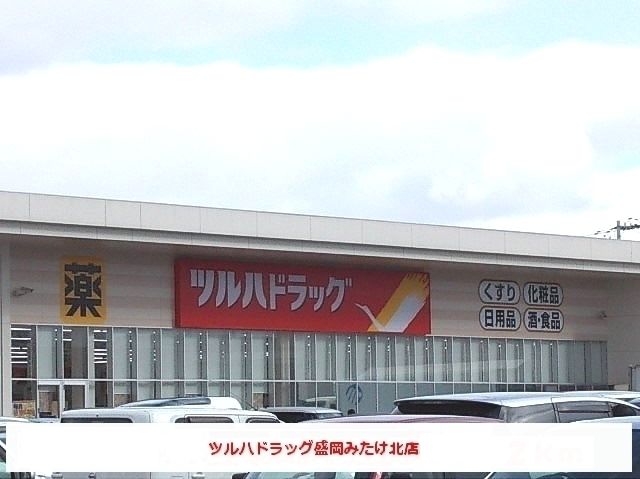 薬
ツルハドラッグ
くすり 化粧品
日用品 酒・食品
ツルハドラッグ盛岡みたけ北店